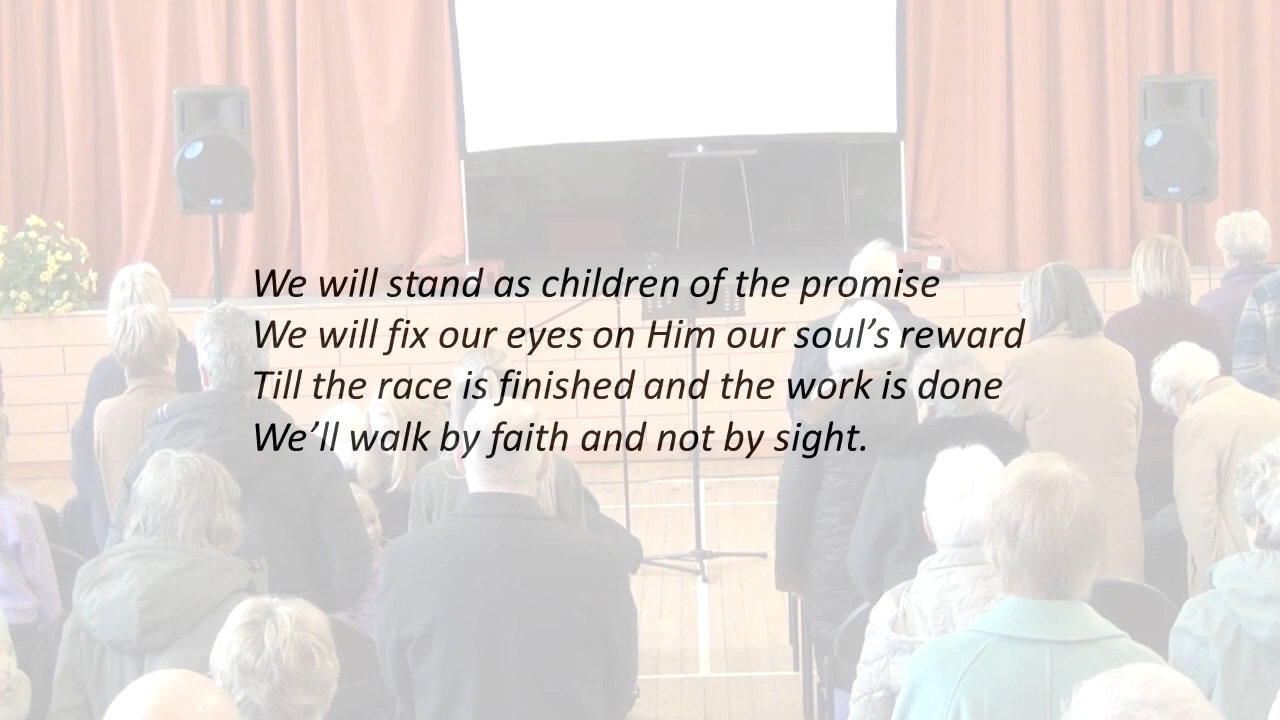 We will stand as children of the promise
We will fix our eyes on Him our soul’s reward
Till the race is finished and the work is done
We’ll walk by faith and not by sight.